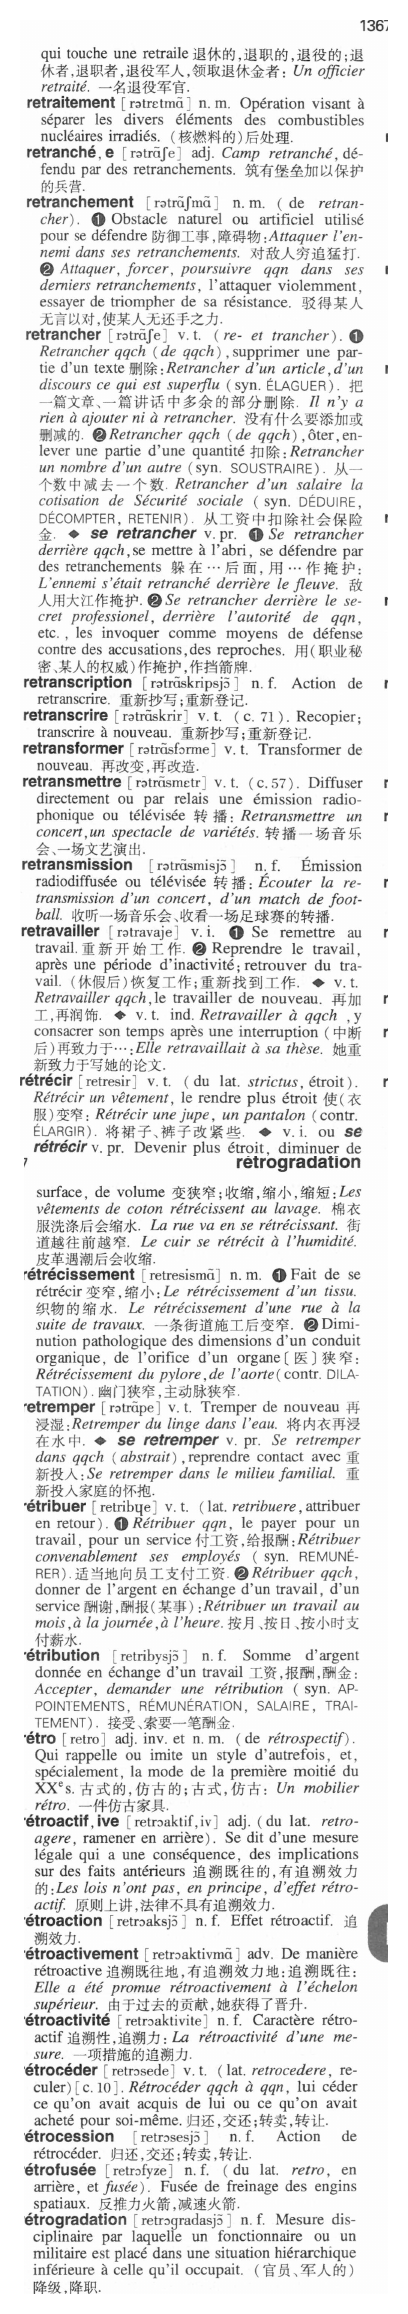 1367
qui touche une retraite 退休的,退职的,退役的;退
休者,退职者,退役军人,领取退休金者: Un officier
retraité. 一名退役军官.
retraitement [rətrɛtmɑ̃] n. m. Opération visant à
séparer les divers éléments des combustibles
nucléaires irradiés. (核燃料的)后处理.
retranché, e [rətrɑ̃ʃe] adj. Camp retranché, dé-
fendu par des retranchements. 筑有堡垒加以保护
的兵营.
retranchement [rətrɑ̃ʃmɑ̃] n. m. ( de retran-
cher). ❶ Obstacle naturel ou artificiel utilisé
pour se défendre 防御工事,障碍物:Attaquer l'en-
nemi dans ses retranchements. 对敌人穷追猛打.
❷ Attaquer, forcer, poursuivre qqn dans ses
derniers retranchements, l'attaquer violemment,
essayer de triompher de sa résistance. 驳得某人
无言以对,使某人无还手之力.
retrancher [rətrɑ̃ʃe] v. t. (re- et trancher). ❶
Retrancher qqch (de qqch), supprimer une par-
tie d'un texte 删除:Retrancher d'un article, d'un
discours ce qui est superflu (syn. ÉLAGUER). 把
一篇文章、一篇讲话中多余的部分删除. Il n'y a
rien à ajouter ni à retrancher. 没有什么要添加或
删减的. ❷Retrancher qqch (de qqch), ôter, en-
lever une partie d'une quantité 扣除:Retrancher
un nombre d'un autre (syn. SOUSTRAIRE). 从一
个数中减去一个数. Retrancher d'un salaire la
cotisation de Sécurité sociale ( syn. DÉDUIRE,
DÉCOMPTER, RETENIR). 从工资中扣除社会保险
金. ◆ se retrancher v. pr. ❶ Se retrancher
derrière qqch, se mettre à l'abri, se défendre par
des retranchements 躲在…后面,用…作掩护:
L'ennemi s'était retranché derrière le fleuve. 敌
人用大江作掩护. ❷Se retrancher derrière le se-
cret professionel, derrière l'autorité de qqn,
etc., les invoquer comme moyens de défense
contre des accusations, des reproches. 用(职业秘
密、某人的权威)作掩护,作挡箭牌.
retranscription [rətrɑ̃skripsjɔ̃] n. f. Action de
retranscrire. 重新抄写;重新登记.
retranscrire [rətrɑ̃skrir] v. t. (c. 71). Recopier;
transcrire à nouveau. 重新抄写;重新登记.
retransformer [rətrɑ̃sfɔrme] v. t. Transformer de
nouveau. 再改变,再改造.
retransmettre [rətrɑ̃smɛtr] v. t. (c.57). Diffuser
directement ou par relais une émission radio-
phonique ou télévisée 转播: Retransmettre un
concert, un spectacle de variétés. 转播一场音乐
会、一场文艺演出.
retransmission [rətrɑ̃smisjɔ̃] n. f. Émission
radiodiffusée ou télévisée 转播: Écouter la re-
transmission d'un concert, d'un match de foot-
ball. 收听一场音乐会、收看一场足球赛的转播.
retravailler [rətravaje] v. i. ❶ Se remettre au
travail. 重新开始工作. ❷ Reprendre le travail,
après une période d'inactivité; retrouver du tra-
vail. (休假后)恢复工作;重新找到工作. ◆ v. t.
Retravailler qqch, le travailler de nouveau. 再加
工,再润饰. ◆ v. t. ind. Retravailler à qqch , y
consacrer son temps après une interruption (中断
后)再致力于…:Elle retravaillait à sa thèse. 她重
新致力于写她的论文.
rétrécir [retresir] v. t. (du lat. strictus, étroit).
Rétrécir un vêtement, le rendre plus étroit 使(衣
服)变窄: Rétrécir une jupe, un pantalon (contr.
ÉLARGIR). 将裙子、裤子改紧些. ◆ v. i. ou se
rétrécir v. pr. Devenir plus étroit, diminuer de
7 rétrogradation
surface, de volume 变狭窄;收缩,缩小,缩短:Les
vêtements de coton rétrécissent au lavage. 棉衣
服洗涤后会缩水. La rue va en se rétrécissant. 街
道越往前越窄. Le cuir se rétrécit à l'humidité.
皮革遇潮后会收缩.
rétrécissement [retresismɑ̃] n. m. ❶ Fait de se
rétrécir 变窄,缩小:Le rétrécissement d'un tissu.
织物的缩水. Le rétrécissement d'une rue à la
suite de travaux. 一条街道施工后变窄. ❷Dimi-
nution pathologique des dimensions d'un conduit
organique, de l'orifice d'un organe [医] 狭窄:
Rétrécissement du pylore, de l'aorte (contr. DILA-
TATION). 幽门狭窄,主动脉狭窄.
retremper [rətrɑ̃pe] v. t. Tremper de nouveau 再
浸湿:Retremper du linge dans l'eau. 将内衣再浸
在水中. ◆ se retremper v. pr. Se retremper
dans qqch (abstrait), reprendre contact avec 重
新投入:Se retremper dans le milieu familial. 重
新投入家庭的怀抱.
rétribuer [retribɥe] v. t. (lat. retribuere, attribuer
en retour). ❶ Rétribuer qqn, le payer pour un
travail, pour un service 付工资,给报酬:Rétribuer
convenablement ses employés ( syn. REMUNÉ-
RER). 适当地向员工支付工资. ❷ Rétribuer qqch,
donner de l'argent en échange d'un travail, d'un
service 酬谢,酬报(某事):Rétribuer un travail au
mois, à la journée, à l'heure. 按月、按日、按小时支
付薪水.
rétribution [retribysjɔ̃] n. f. Somme d'argent
donnée en échange d'un travail 工资,报酬,酬金:
Accepter, demander une rétribution ( syn. AP-
POINTEMENTS, RÉMUNÉRATION, SALAIRE, TRAI-
TEMENT). 接受、索要一笔酬金.
rétro [retro] adj. inv. et n. m. (de rétrospectif).
Qui rappelle ou imite un style d'autrefois, et,
spécialement, la mode de la première moitié du
XXᵉ s. 古式的,仿古的;古式,仿古: Un mobilier
rétro. 一件仿古家具.
rétroactif, ive [retrɔaktif, iv] adj. (du lat. retro-
agere, ramener en arrière). Se dit d'une mesure
légale qui a une conséquence, des implications
sur des faits antérieurs 追溯既往的,有追溯效力
的:Les lois n'ont pas, en principe, d'effet rétro-
actif. 原则上讲,法律不具有追溯效力.
rétroaction [retrɔaksjɔ̃] n. f. Effet rétroactif. 追
溯效力.
rétroactivement [retrɔaktivmɑ̃] adv. De manière
rétroactive 追溯既往地,有追溯效力地;追溯既往:
Elle a été promue rétroactivement à l'échelon
supérieur. 由于过去的贡献,她获得了晋升.
rétroactivité [retrɔaktivite] n. f. Caractère rétro-
actif 追溯性,追溯力: La rétroactivité d'une me-
sure. 一项措施的追溯力.
rétrocéder [retrɔsede] v. t. (lat. retrocedere, re-
culer) [c. 10]. Rétrocéder qqch à qqn, lui céder
ce qu'on avait acquis de lui ou ce qu'on avait
acheté pour soi-même. 归还,交还;转卖,转让.
rétrocession [retrɔsesjɔ̃] n. f. Action de
rétrocéder. 归还,交还;转卖,转让.
rétrofusée [retrɔfyze] n. f. ( du lat. retro, en
arrière, et fusée). Fusée de freinage des engins
spatiaux. 反推力火箭,减速火箭.
rétrogradation [retrɔgradasjɔ̃] n. f. Mesure dis-
ciplinaire par laquelle un fonctionnaire ou un
militaire est placé dans une situation hiérarchique
inférieure à celle qu'il occupait. (官员、军人的)
降级,降职.